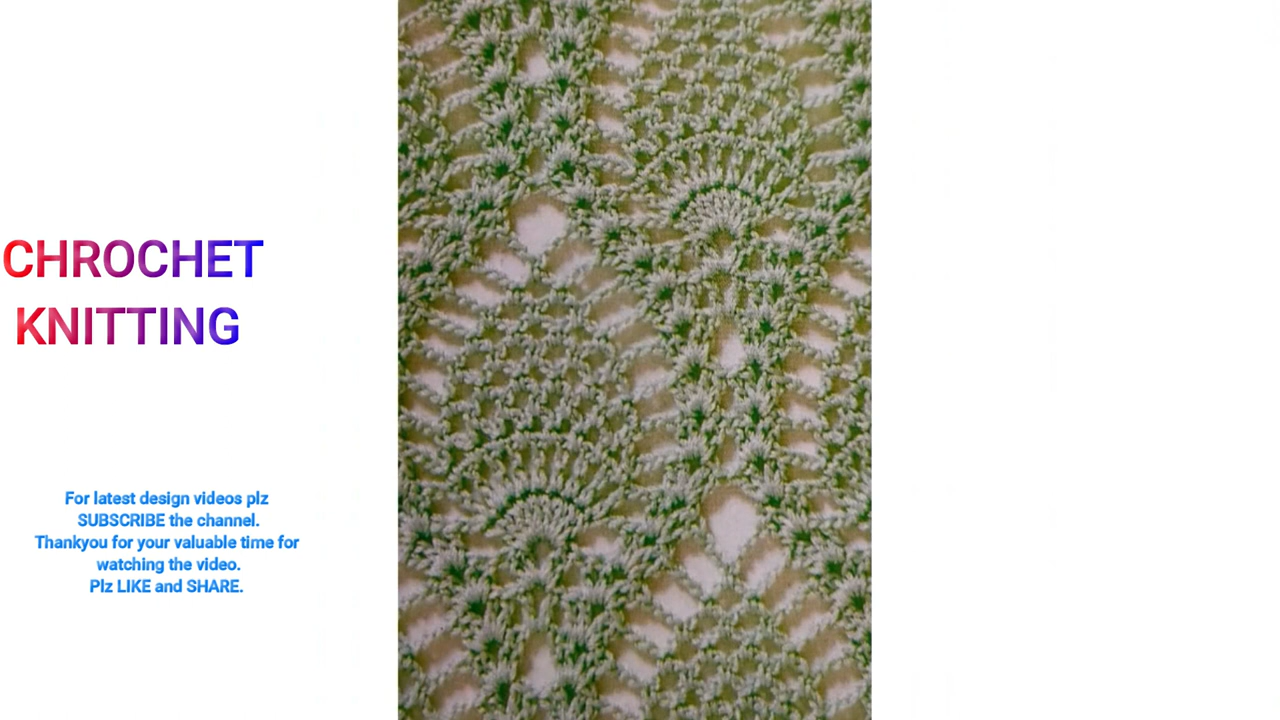 CHROCHET
KNITTING
For latest design videos plz
SUBSCRIBE the channel.
Thankyou for your valuable time for
watching the video.
Plz LIKE and SHARE.